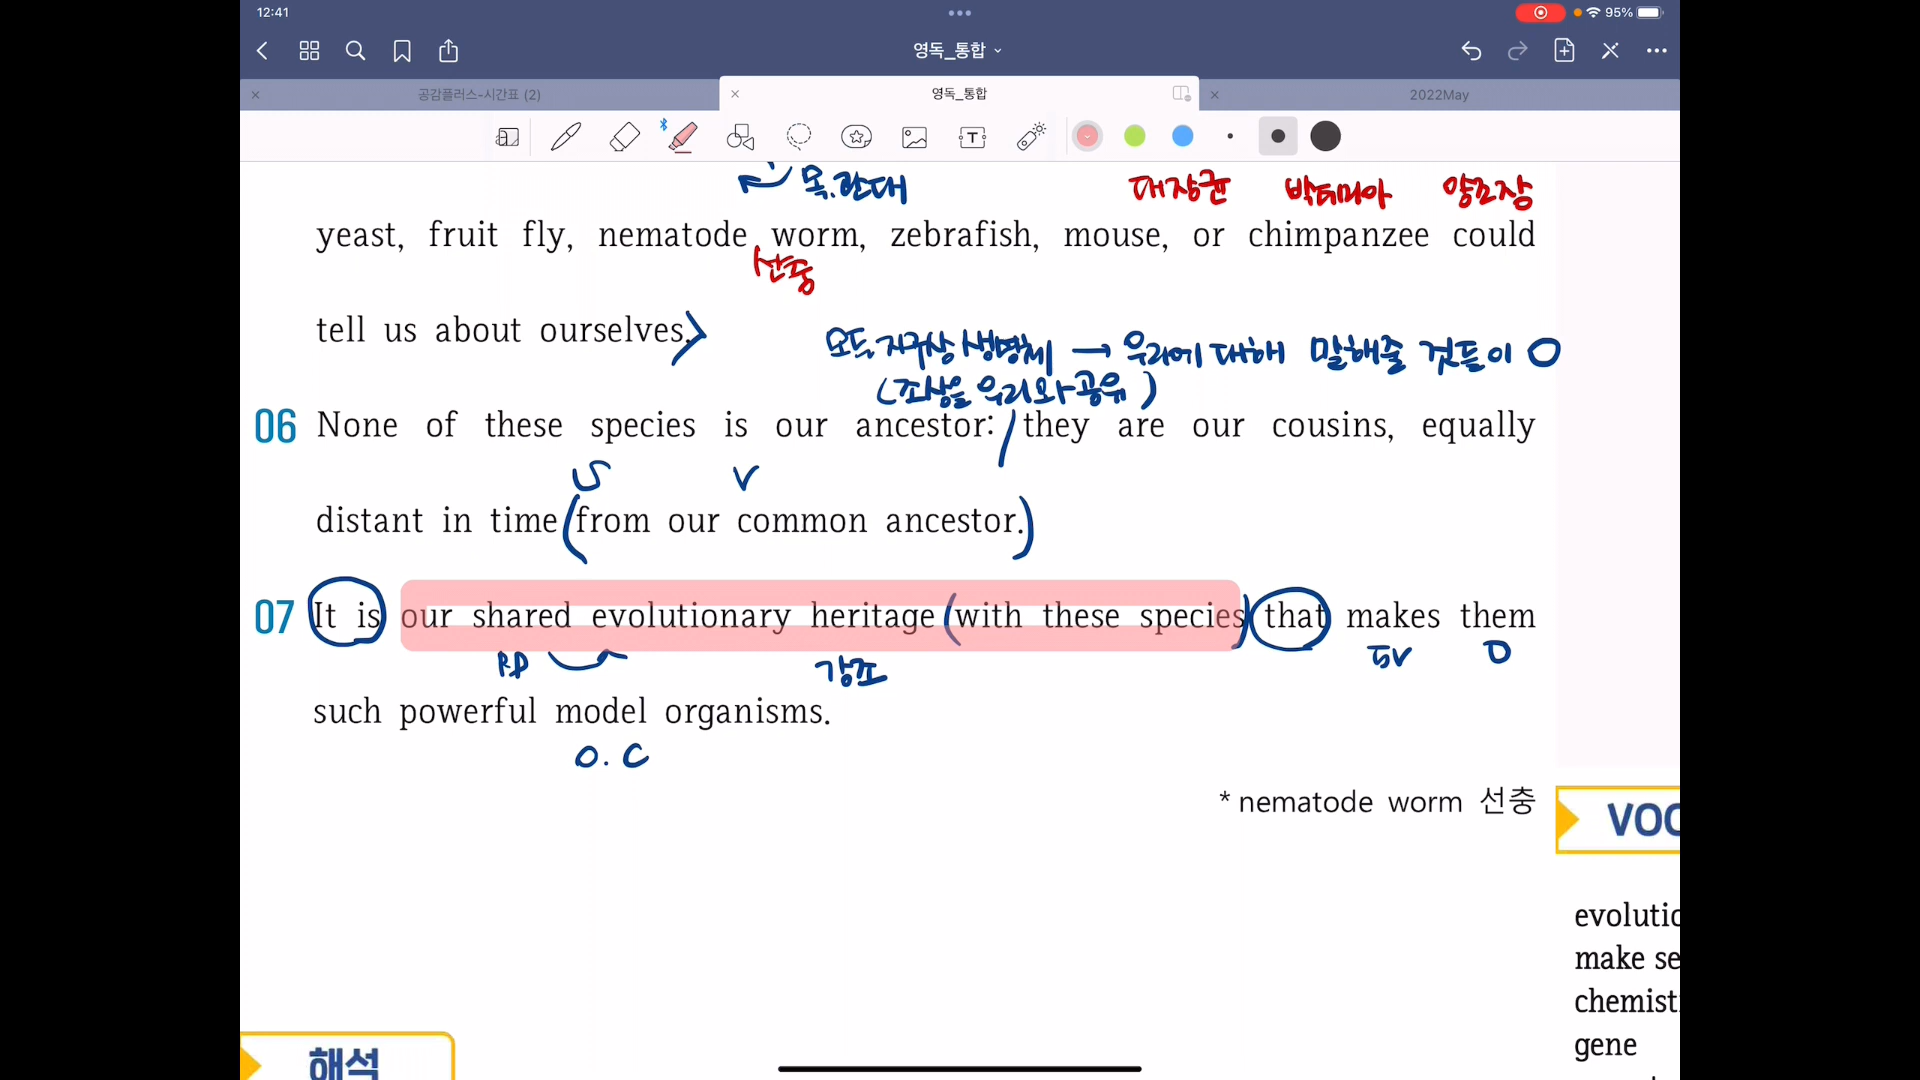 12:41
95%
영독_통합
공감플러스-시간표 (2)
영독_통합
2022May
대장균 박테리아 양조장
yeast, fruit fly, nematode worm, zebrafish, mouse, or chimpanzee could
선충
tell us about ourselves.
모든 지구상 생명체 → 우리에 대해 말해줄 것들이 O
(조상을 우리와 공유)
06 None of these species is our ancestor: / they are our cousins, equally
S V
distant in time (from our common ancestor.)
07 It is our shared evolutionary heritage (with these species) that makes them
P.P 강조 5V O
such powerful model organisms.
O.C
* nematode worm 선충
VOC
evolutio
make se
chemist
gene
해석